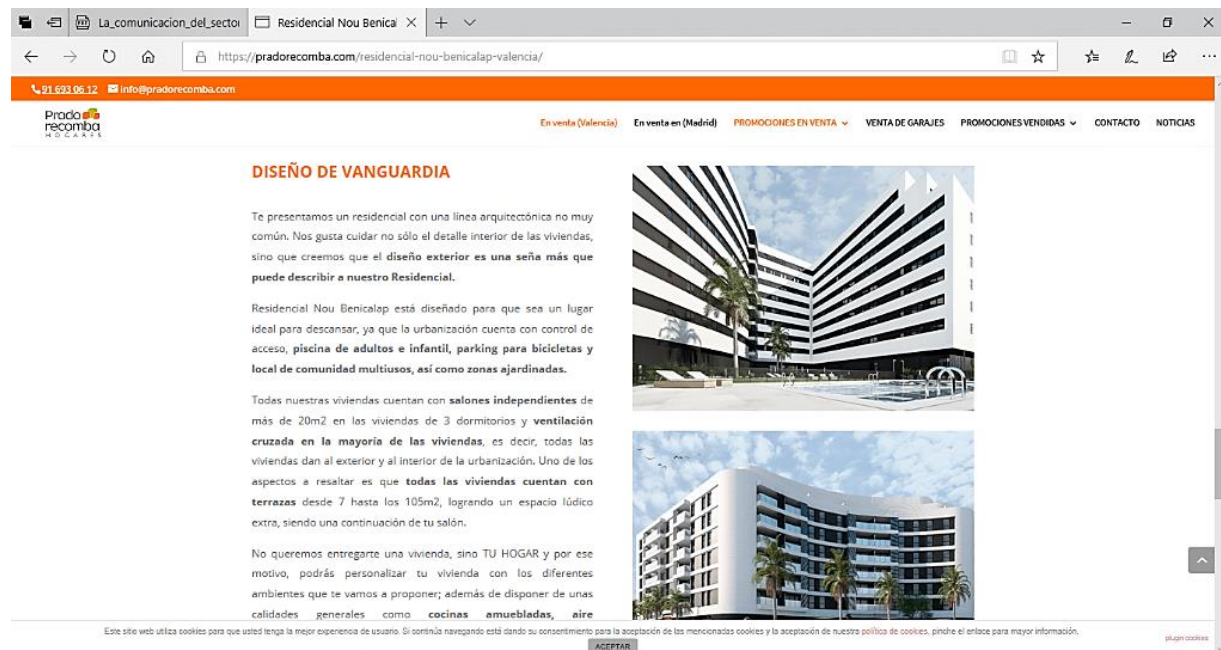 La_comunicacion_del_secto
Residencial Nou Benical
https://pradorecomba.com/residencial-nou-benicalap-valencia/
91 693 06 12 info@pradorecomba.com
Prado
recomba
HOGARES
En venta (Valencia) En venta en (Madrid) PROMOCIONES EN VENTA VENTA DE GARAJES PROMOCIONES VENDIDAS CONTACTO NOTICIAS
DISEÑO DE VANGUARDIA
Te presentamos un residencial con una línea arquitectónica no muy
común. Nos gusta cuidar no sólo el detalle interior de las viviendas,
sino que creemos que el diseño exterior es una seña más que
puede describir a nuestro Residencial.
Residencial Nou Benicalap está diseñado para que sea un lugar
ideal para descansar, ya que la urbanización cuenta con control de
acceso, piscina de adultos e infantil, parking para bicicletas y
local de comunidad multiusos, así como zonas ajardinadas.
Todas nuestras viviendas cuentan con salones independientes de
más de 20m2 en las viviendas de 3 dormitorios y ventilación
cruzada en la mayoría de las viviendas, es decir, todas las
viviendas dan al exterior y al interior de la urbanización. Uno de los
aspectos a resaltar es que todas las viviendas cuentan con
terrazas desde 7 hasta los 105m2, logrando un espacio lúdico
extra, siendo una continuación de tu salón.
No queremos entregarte una vivienda, sino TU HOGAR y por ese
motivo, podrás personalizar tu vivienda con los diferentes
ambientes que te vamos a proponer; además de disponer de unas
calidades generales como cocinas amuebladas, aire
Este sitio web utiliza cookies para que usted tenga la mejor experiencia de usuario. Si continúa navegando está dando su consentimiento para la aceptación de las mencionadas cookies y la aceptación de nuestra política de cookies, pinche el enlace para mayor información.
ACEPTAR
plugin cookies